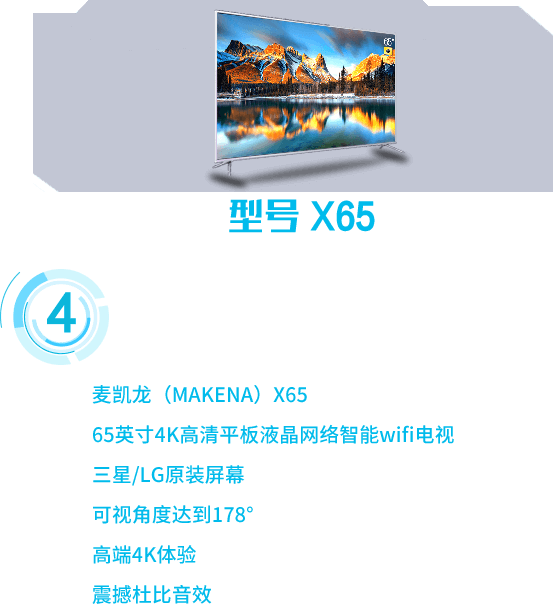 65"
型号 X65
4
麦凯龙（MAKENA）X65
65英寸4K高清平板液晶网络智能wifi电视
三星/LG原装屏幕
可视角度达到178°
高端4K体验
震撼杜比音效